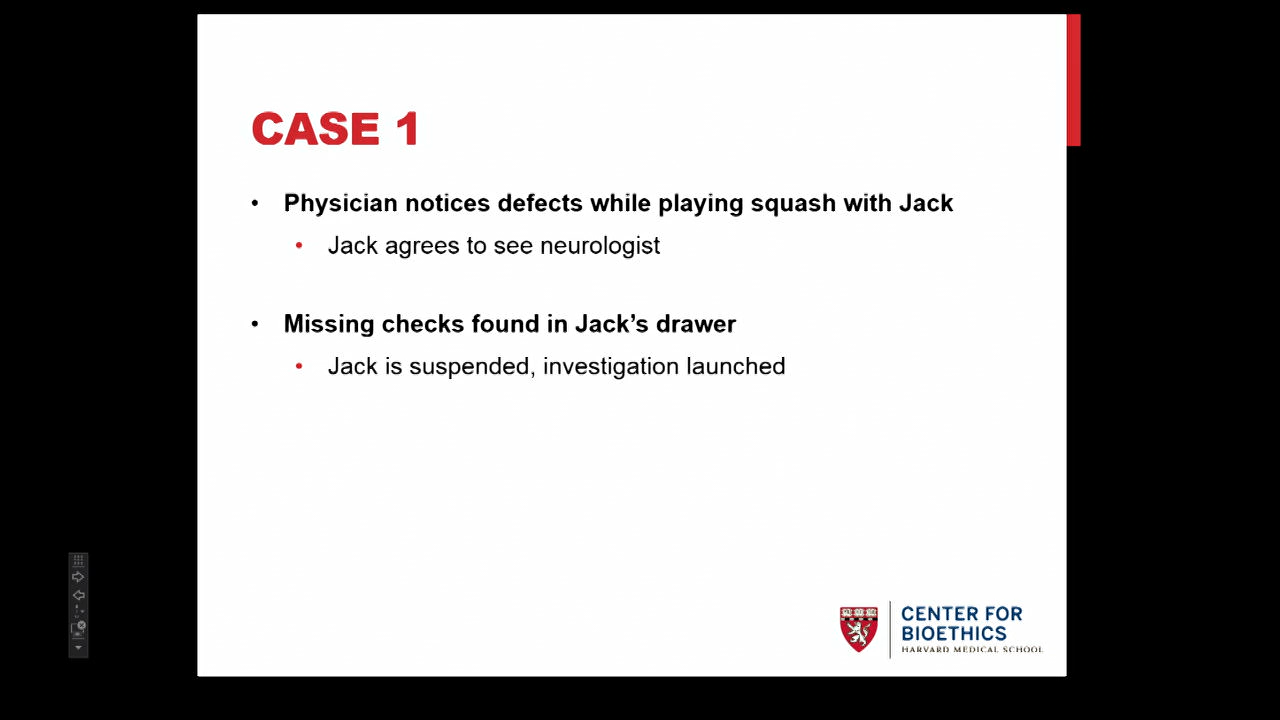 CASE 1
• Physician notices defects while playing squash with Jack
• Jack agrees to see neurologist
• Missing checks found in Jack's drawer
• Jack is suspended, investigation launched
CENTER FOR
BIOETHICS
HARVARD MEDICAL SCHOOL